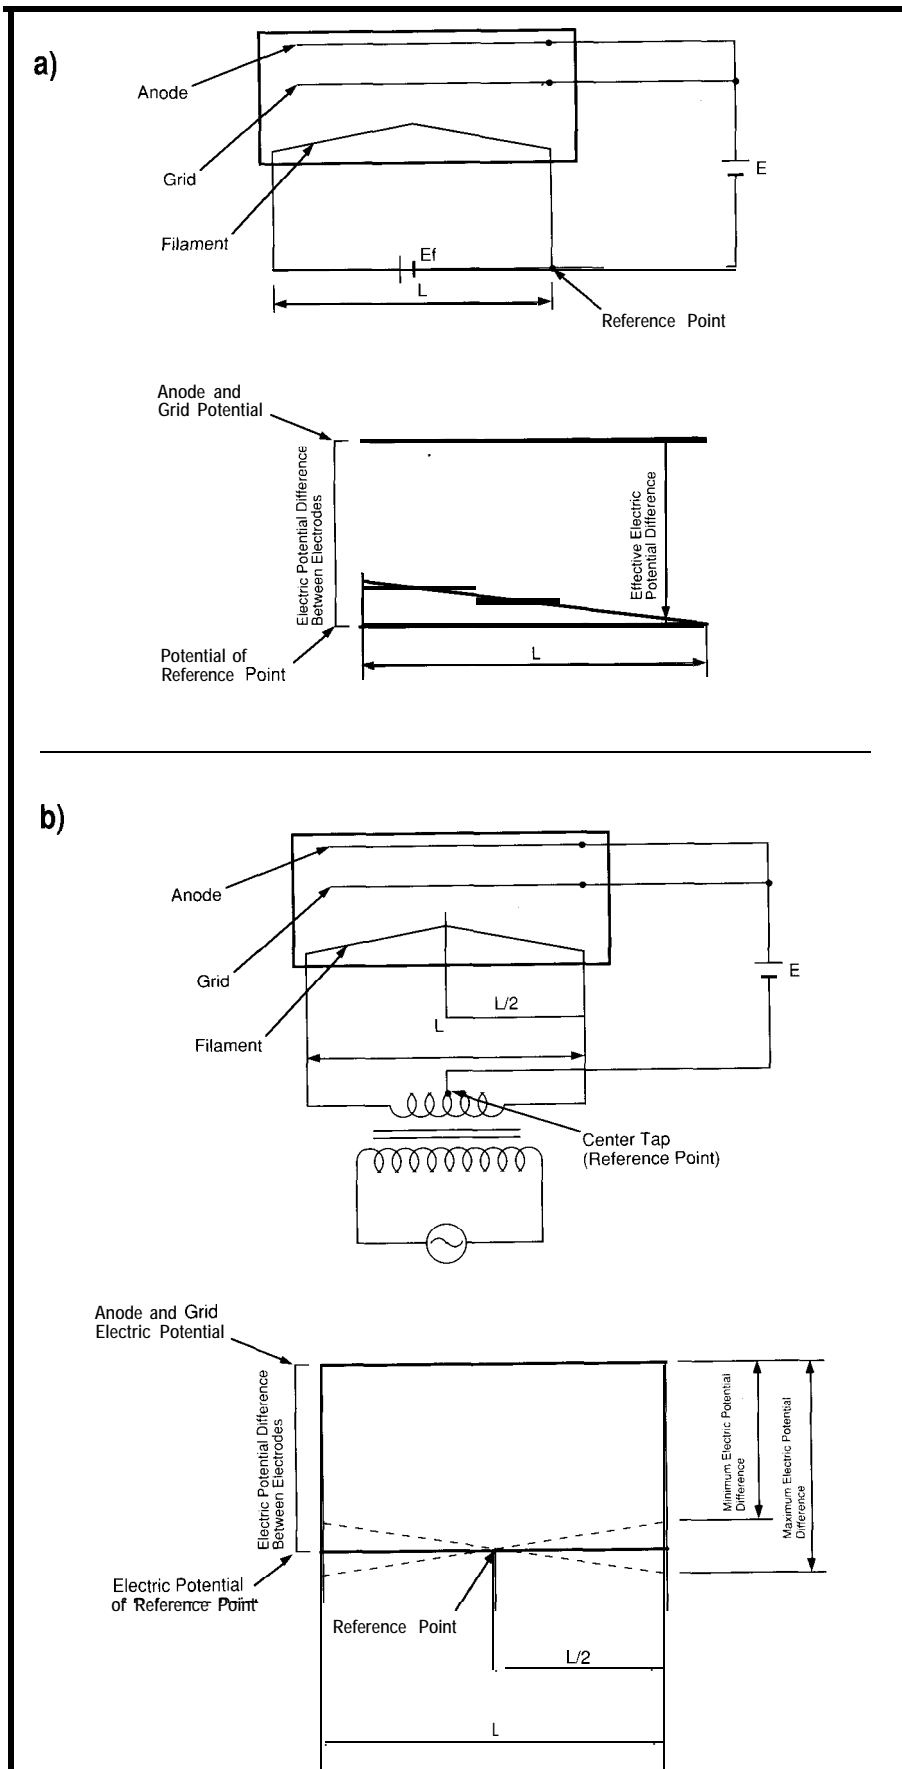 a)
Anode
Grid
Filament
E
Ef
L
Reference Point
Anode and
Grid Potential
Electric Potential Difference
Between Electrodes
Effective Electric
Potential Difference
Potential of
Reference Point
L
b)
Anode
Grid
Filament
E
L/2
L
Center Tap
(Reference Point)
Anode and Grid
Electric Potential
Electric Potential Difference
Between Electrodes
Minimum Electric Potential
Difference
Maximum Electric Potential
Difference
Electric Potential
of Reference Point
Reference Point
L/2
L